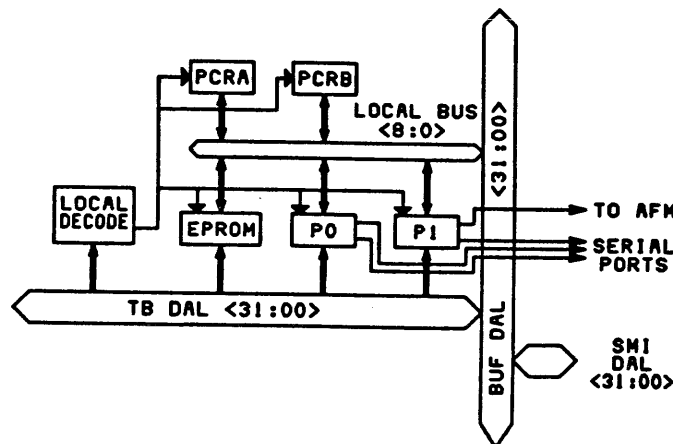 PCRA
PCRB
LOCAL BUS
<8:0>
<31:00>
LOCAL
DECODE
EPROM
P0
P1
TO AFM
SERIAL
PORTS
TB DAL <31:00>
BUF DAL
SMI
DAL
<31:00>